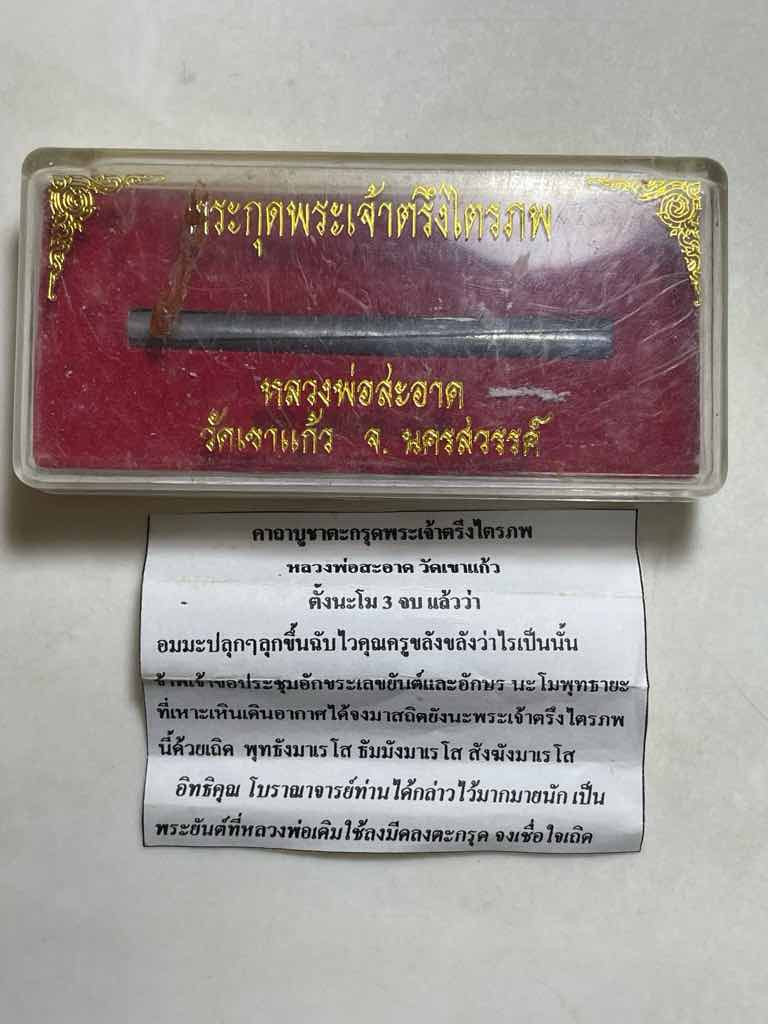 ตระกุดพระเจ้าตรึงไตรภพ
หลวงพ่อสะอาด
วัดเขาแก้ว จ. นครสวรรค์
คาถาบูชาตะกรุดพระเจ้าตรึงไตรภพ
หลวงพ่อสะอาด วัดเขาแก้ว
ตั้งนะโม 3 จบ แล้วว่า
อมมะปลุกๆลุกขึ้นฉับไวคุณครูขลังขลังว่าไรเป็นนั้น
ข้าพเจ้าขอประชุมอักขระเลขยันต์และอักษร นะโมพุทธายะ
ที่เหาะเหินเดินอากาศได้จงมาสถิตยังนะพระเจ้าตรึงไตรภพ
นี้ด้วยเถิด พุทธังมาเรโส ธัมมังมาเรโส สังฆังมาเรโส
อิทธิคุณ โบราณาจารย์ท่านได้กล่าวไว้มากมายนัก เป็น
พระยันต์ที่หลวงพ่อเดิมใช้ลงมีดลงตะกรุด จงเชื่อใจเถิด